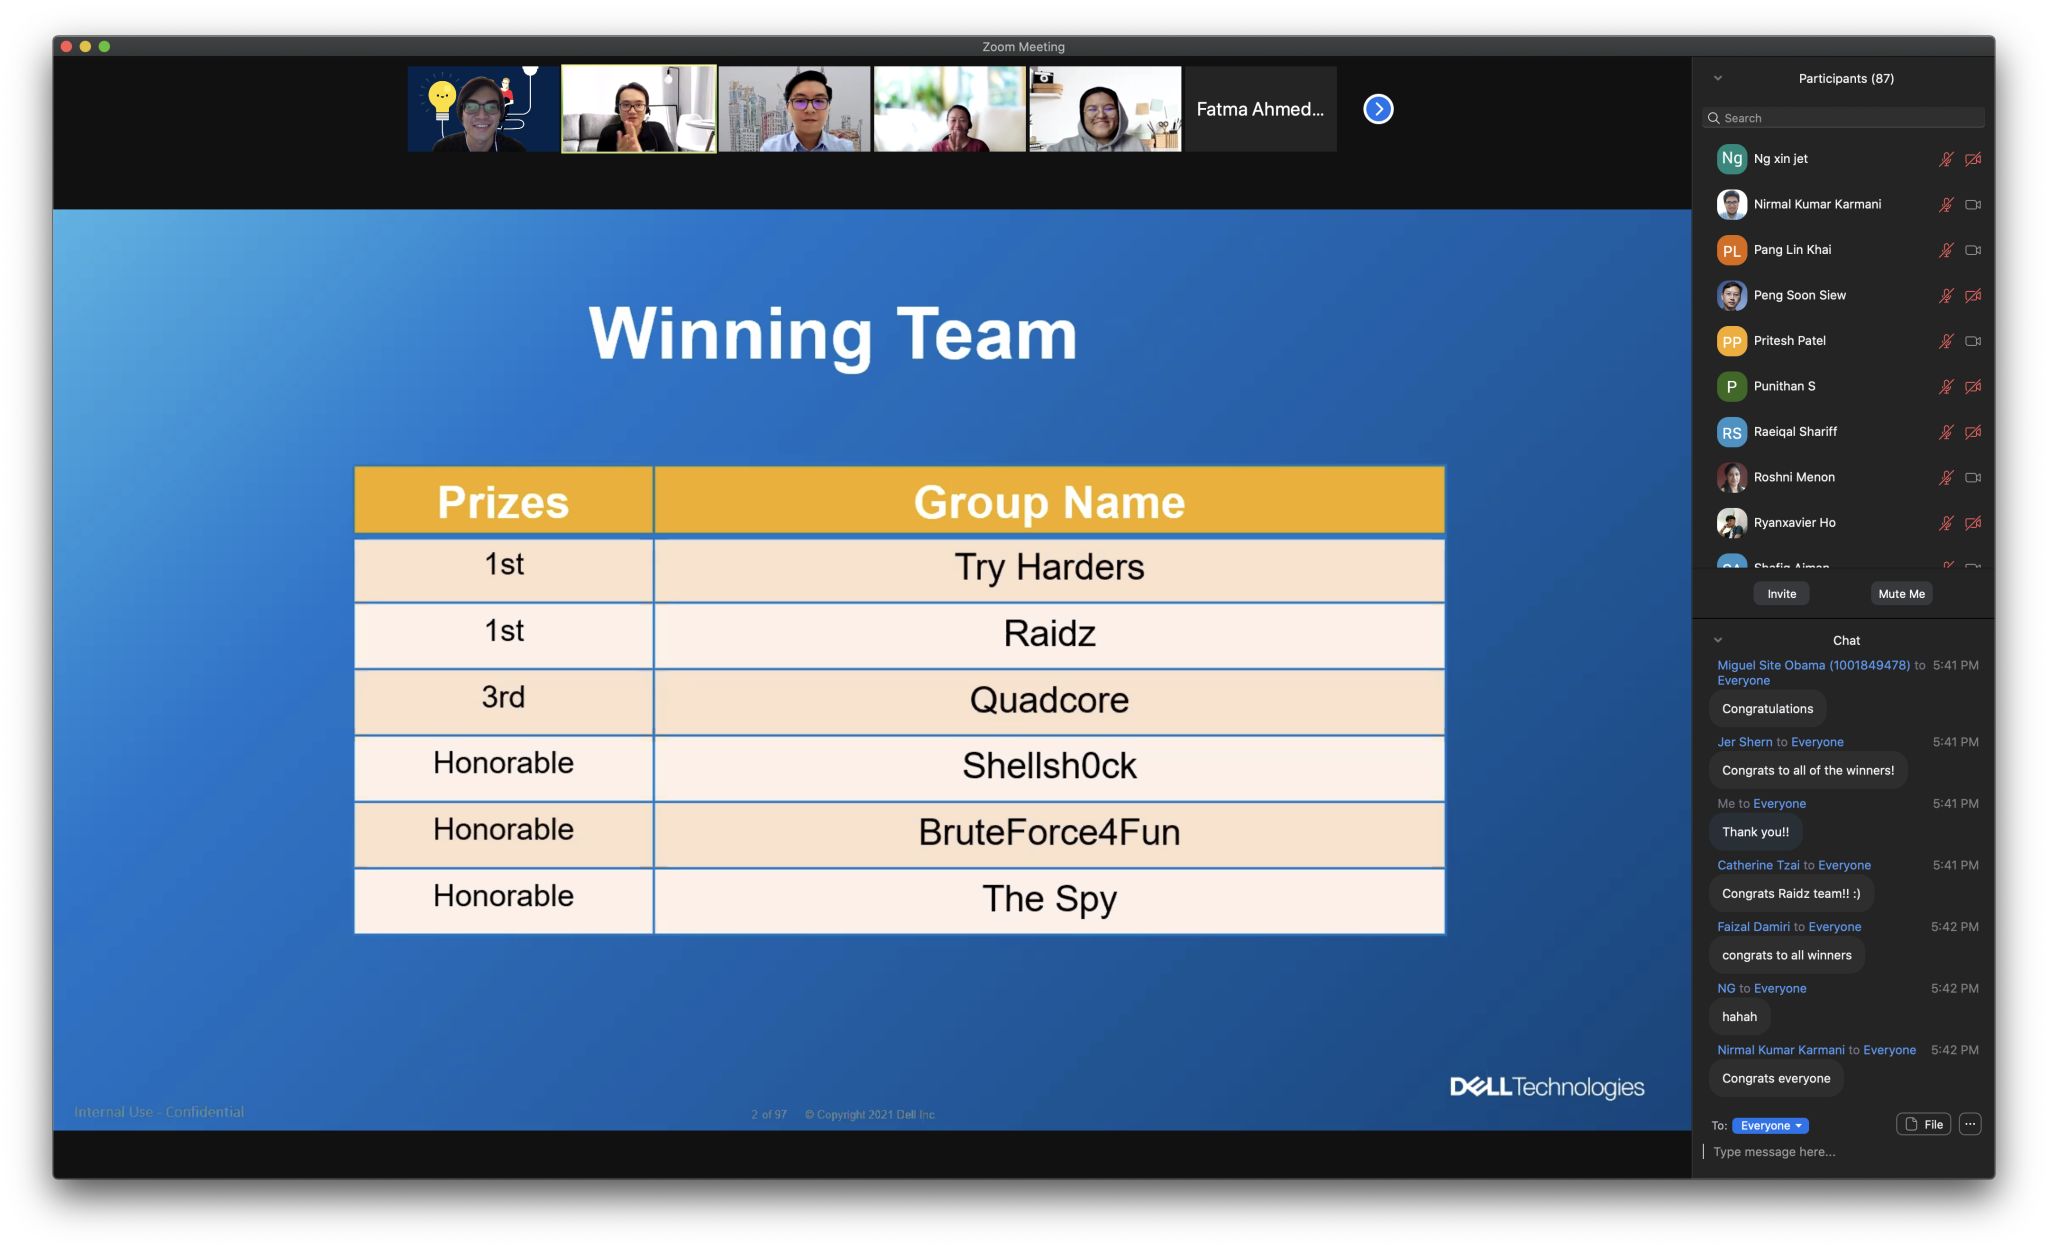 Zoom Meeting
Fatma Ahmed...
Winning Team
Prizes Group Name
1st Try Harders
1st Raidz
3rd Quadcore
Honorable Shellsh0ck
Honorable BruteForce4Fun
Honorable The Spy
DELLTechnologies
Internal Use - Confidential
2 of 97 © Copyright 2021 Dell Inc.
Participants (87)
Search
Ng Ng xin jet
Nirmal Kumar Karmani
PL Pang Lin Khai
Peng Soon Siew
PP Pritesh Patel
P Punithan S
RS Raeiqal Shariff
Roshni Menon
Ryanxavier Ho
SA Shafiq Aiman
Invite Mute Me
Chat
Miguel Site Obama (1001849478) to 5:41 PM
Everyone
Congratulations
Jer Shern to Everyone 5:41 PM
Congrats to all of the winners!
Me to Everyone 5:41 PM
Thank you!!
Catherine Tzai to Everyone 5:41 PM
Congrats Raidz team!! :)
Faizal Damiri to Everyone 5:42 PM
congrats to all winners
NG to Everyone 5:42 PM
hahah
Nirmal Kumar Karmani to Everyone 5:42 PM
Congrats everyone
To: Everyone File ...
Type message here...